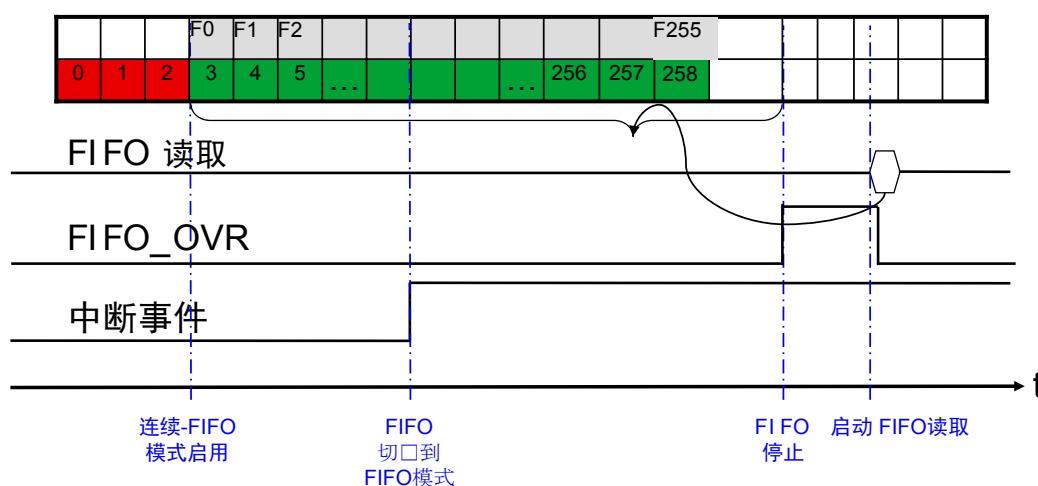 F0 F1 F2 F255
0 1 2 3 4 5 ... ... 256 257 258
FIFO 读取
FIFO_OVR
中断事件
t
连续-FIFO
模式启用
FIFO
切□到
FIFO模式
FIFO
停止
启动 FIFO读取